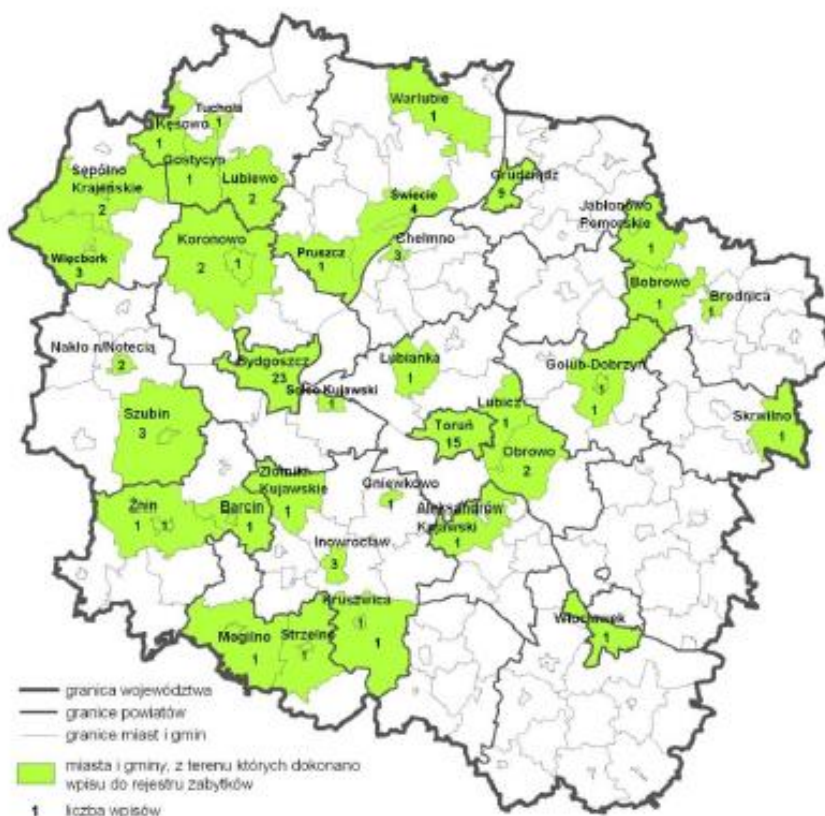 Warlubie
1
Tuchola
1
Kęsowo
1
Gostycyn
1
Lubiewo
2
Sępólno
Krajeńskie
2
Grudziądz
Świecie
4
Jabłonowo
Pomorskie
1
Chełmno
3
Koronowo
2
1
Pruszcz
1
Więcbork
3
Bobrowo
1
Brodnica
1
Nakło n/Notecią
2
Bydgoszcz
23
Łubianka
1
Golub-Dobrzyń
1
1
Solec Kujawski
1
Szubin
3
Lubicz
1
Toruń
15
Skrwilno
1
Obrowo
2
Złotniki
Kujawskie
1
Gniewkowo
1
Żnin
1
1
Barcin
1
Aleksandrów
Kujawski
1
Inowrocław
3
Kruszwica
1
1
Włocławek
1
Mogilno
1
Strzelno
1
granica województwa
granice powiatów
granice miast i gmin
miasta i gminy, z terenu których dokonano
wpisu do rejestru zabytków
1 liczba wpisów